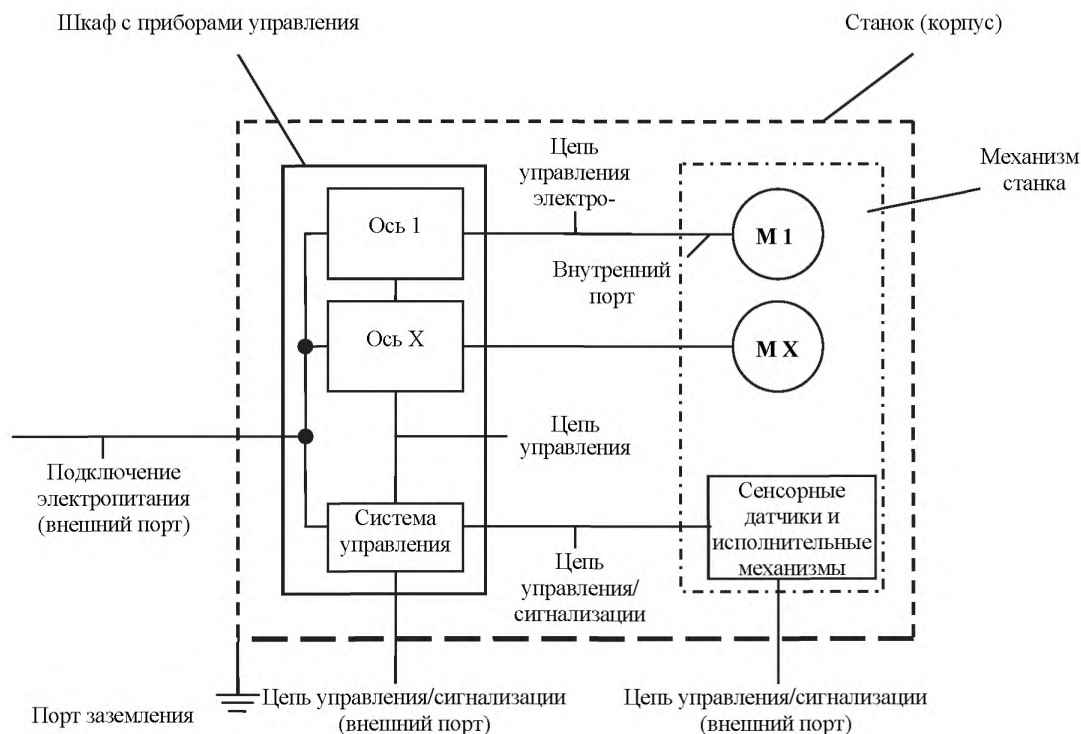 Шкаф с приборами управления
Станок (корпус)
Цепь
управления
электро-
Механизм
станка
Ось 1
М 1
Внутренний
порт
Ось X
М X
Цепь
управления
Подключение
электропитания
(внешний порт)
Система
управления
Сенсорные
датчики и
исполнительные
механизмы
Цепь
управления/
сигнализации
Порт заземления
Цепь управления/сигнализации
(внешний порт)
Цепь управления/сигнализации
(внешний порт)